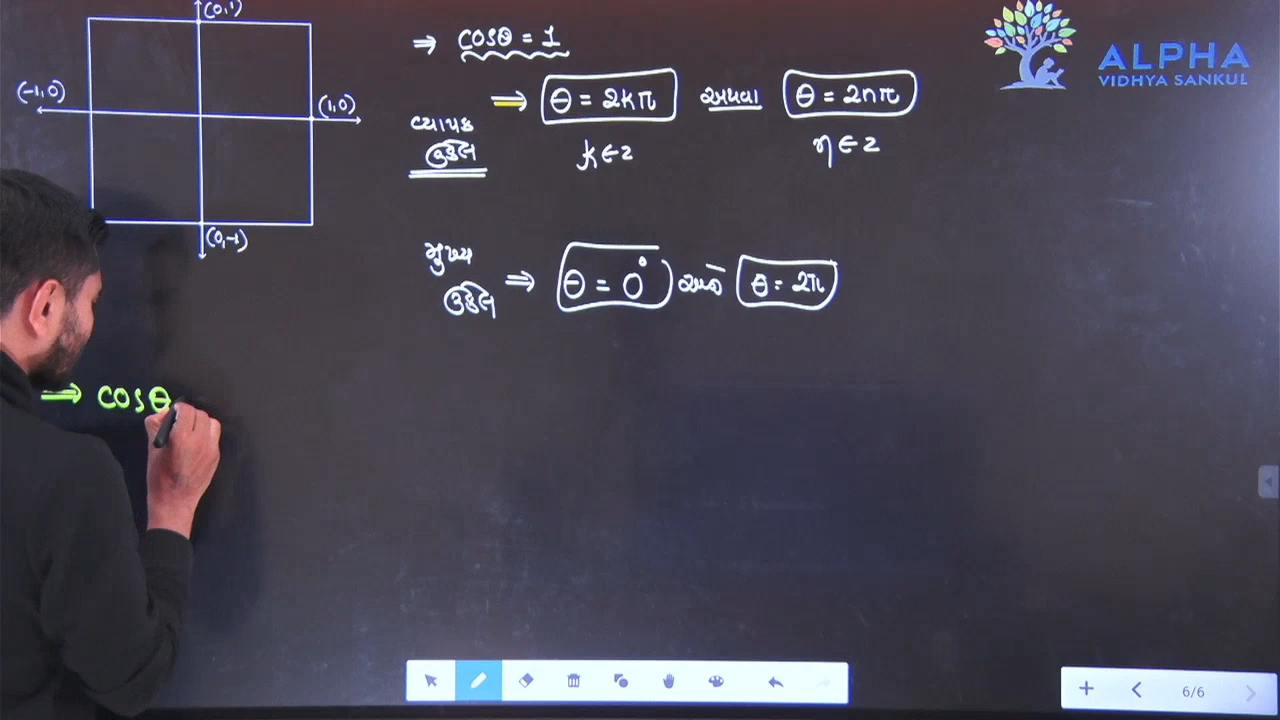 (0,1)
(-1,0)
(1,0)
(0,-1)
⇒ cosθ = 1
⇒ θ = 2kπ અથવા θ = 2nπ
વ્યાપક
ઉકેલ
k ∈ z
n ∈ z
મુખ્ય
ઉકેલ ⇒ θ = 0° અને θ = 2π
⇒ cosθ
ALPHA
VIDHYA SANKUL
6/6